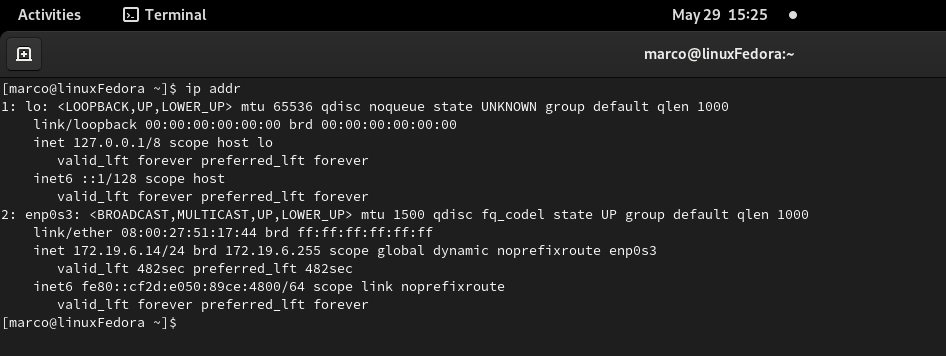 Activities Terminal May 29 15:25
marco@linuxFedora:~
[marco@linuxFedora ~]$ ip addr
1: lo: <LOOPBACK,UP,LOWER_UP> mtu 65536 qdisc noqueue state UNKNOWN group default qlen 1000
    link/loopback 00:00:00:00:00:00 brd 00:00:00:00:00:00
    inet 127.0.0.1/8 scope host lo
       valid_lft forever preferred_lft forever
    inet6 ::1/128 scope host
       valid_lft forever preferred_lft forever
2: enp0s3: <BROADCAST,MULTICAST,UP,LOWER_UP> mtu 1500 qdisc fq_codel state UP group default qlen 1000
    link/ether 08:00:27:51:17:44 brd ff:ff:ff:ff:ff:ff
    inet 172.19.6.14/24 brd 172.19.6.255 scope global dynamic noprefixroute enp0s3
       valid_lft 482sec preferred_lft 482sec
    inet6 fe80::cf2d:e050:89ce:4800/64 scope link noprefixroute
       valid_lft forever preferred_lft forever
[marco@linuxFedora ~]$